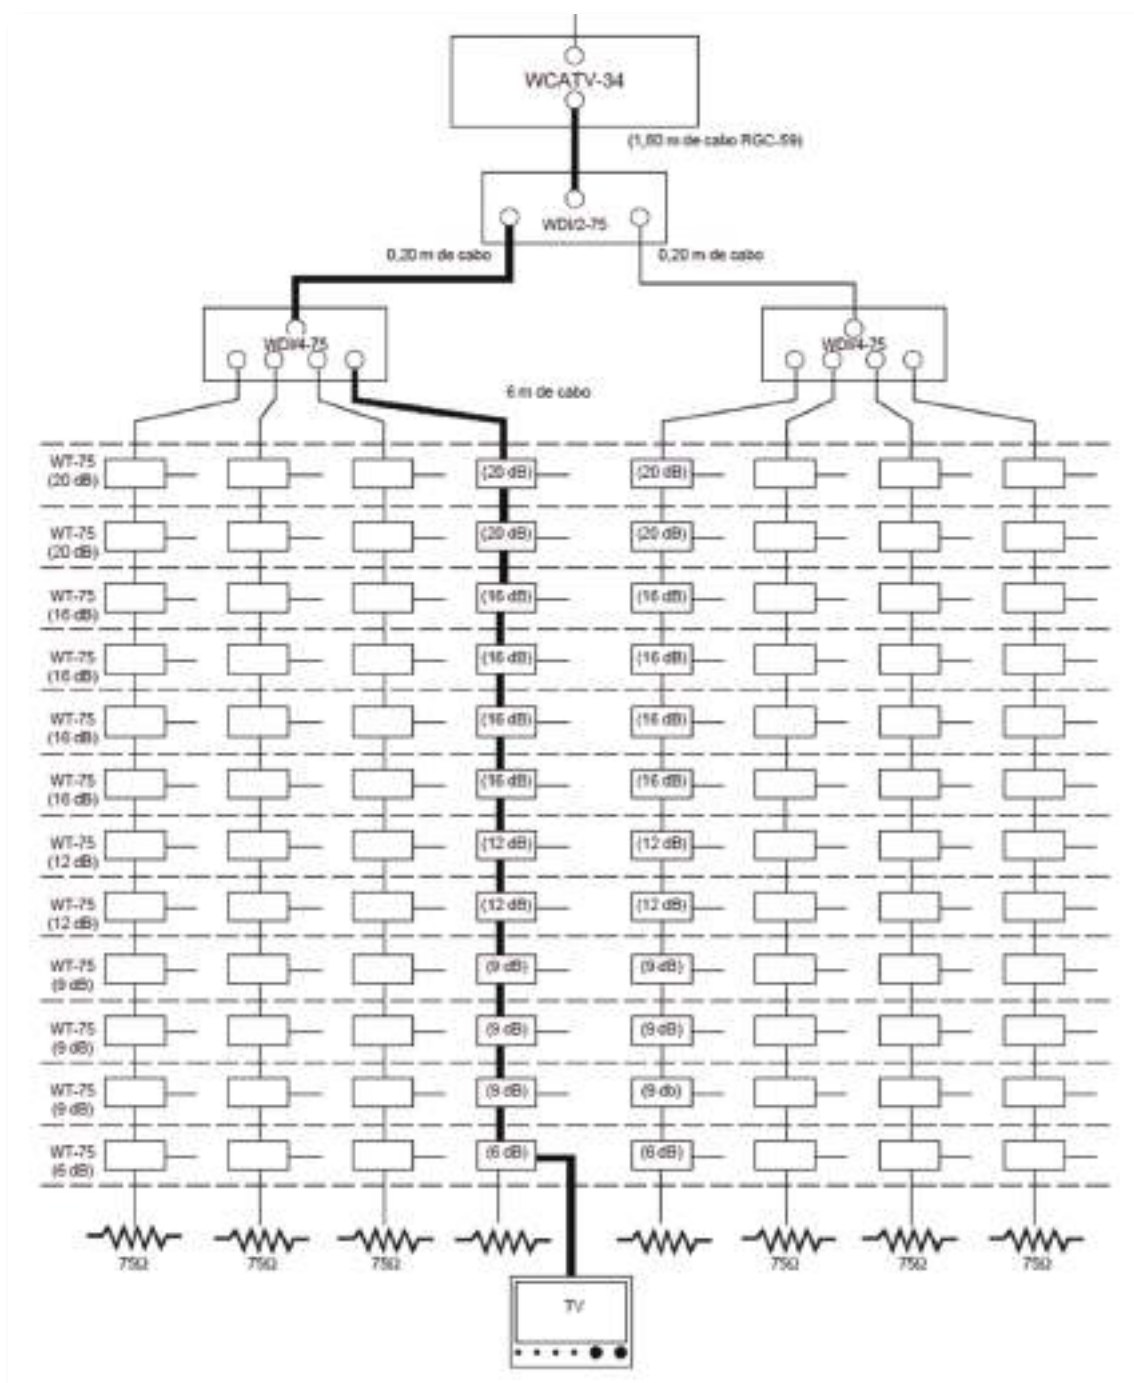 WCATV-34
(1,80 m de cabo RGC-59)
WDI/2-75
0,20 m de cabo
0,20 m de cabo
WDI/4-75
WDI/4-75
6 m de cabo
WT-75
(20 dB)
(20 dB)
(20 dB)
WT-75
(20 dB)
(20 dB)
(20 dB)
WT-75
(16 dB)
(16 dB)
(16 dB)
WT-75
(16 dB)
(16 dB)
(16 dB)
WT-75
(16 dB)
(16 dB)
(16 dB)
WT-75
(16 dB)
(16 dB)
(16 dB)
WT-75
(12 dB)
(12 dB)
(12 dB)
WT-75
(12 dB)
(12 dB)
(12 dB)
WT-75
(9 dB)
(9 dB)
(9 dB)
WT-75
(9 dB)
(9 dB)
(9 dB)
WT-75
(9 dB)
(9 dB)
(9 db)
WT-75
(6 dB)
(6 dB)
(6 dB)
75Ω
75Ω
75Ω
75Ω
75Ω
75Ω
TV